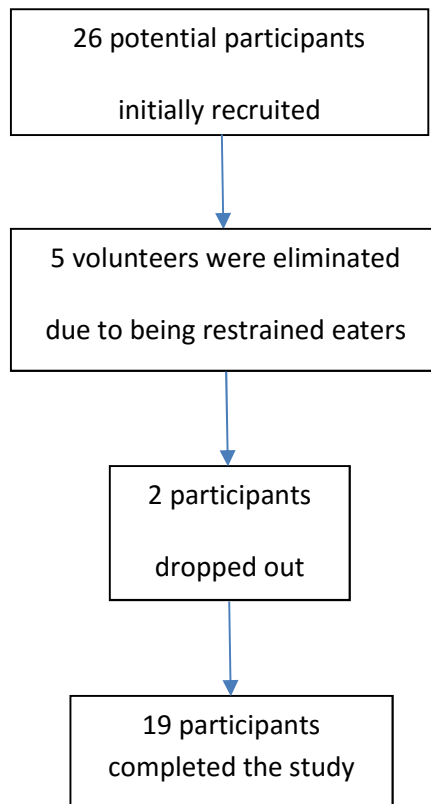 26 potential participants
initially recruited
5 volunteers were eliminated
due to being restrained eaters
2 participants
dropped out
19 participants
completed the study